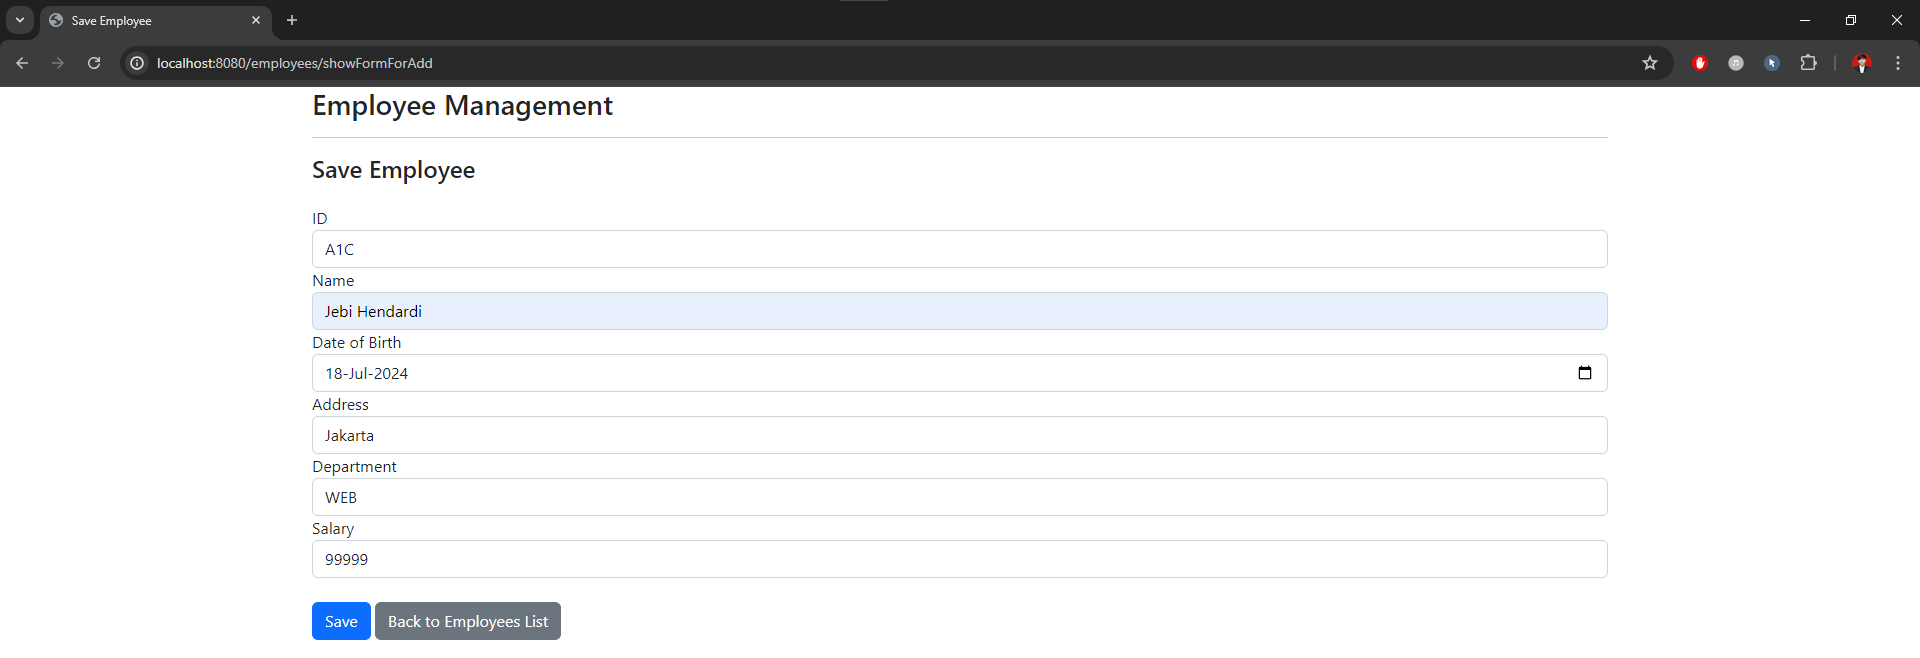 Save Employee
localhost:8080/employees/showFormForAdd
Employee Management
Save Employee
ID
A1C
Name
Jebi Hendardi
Date of Birth
18-Jul-2024
Address
Jakarta
Department
WEB
Salary
99999
Save Back to Employees List